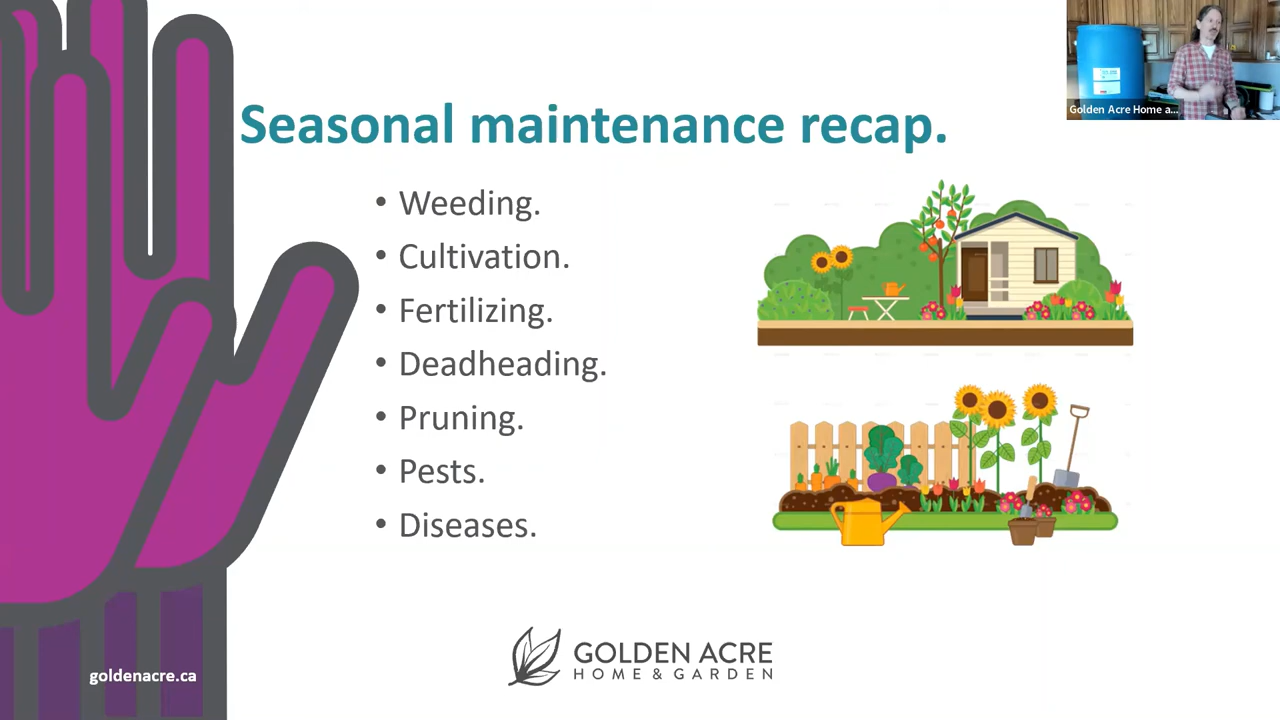 Golden Acre Home a...
Seasonal maintenance recap.
• Weeding.
• Cultivation.
• Fertilizing.
• Deadheading.
• Pruning.
• Pests.
• Diseases.
GOLDEN ACRE
HOME & GARDEN
goldenacre.ca